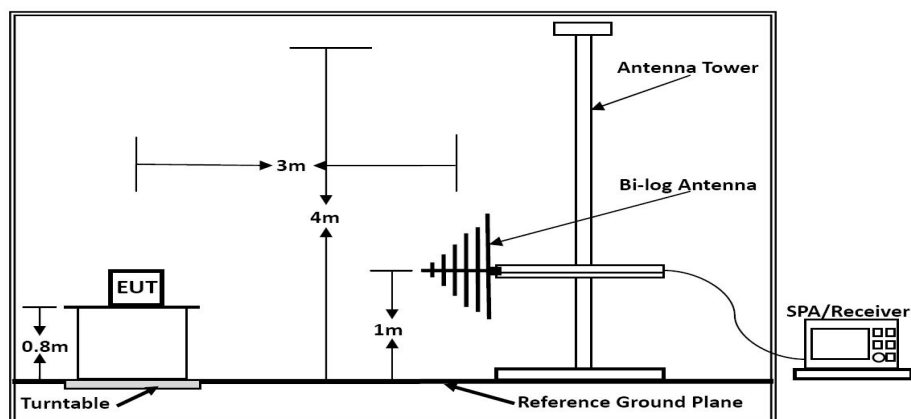 Antenna Tower
3m
Bi-log Antenna
4m
EUT
SPA/Receiver
1m
0.8m
Turntable
Reference Ground Plane